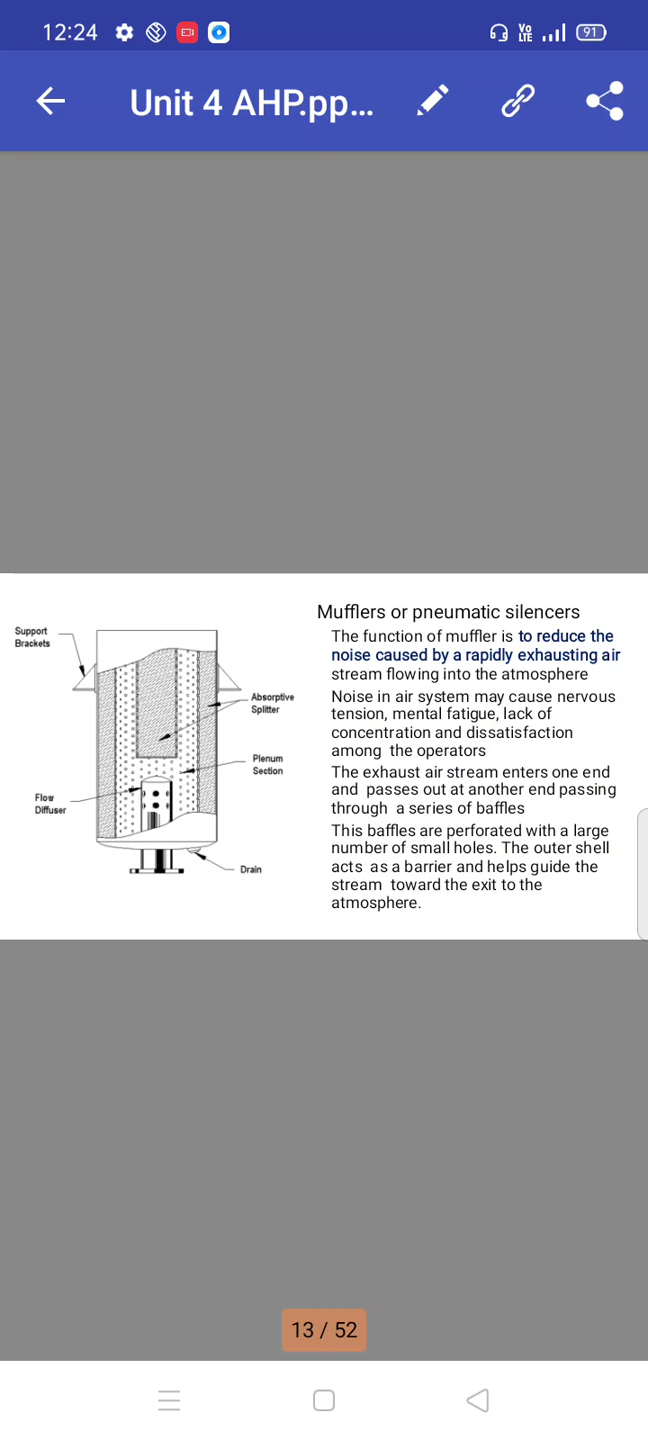 12:24
Vo LTE
91
Unit 4 AHP.pp...
Support
Brackets
Absorptive
Splitter
Plenum
Section
Flow
Diffuser
Drain
Mufflers or pneumatic silencers
The function of muffler is to reduce the
noise caused by a rapidly exhausting air
stream flowing into the atmosphere
Noise in air system may cause nervous
tension, mental fatigue, lack of
concentration and dissatisfaction
among the operators
The exhaust air stream enters one end
and passes out at another end passing
through a series of baffles
This baffles are perforated with a large
number of small holes. The outer shell
acts as a barrier and helps guide the
stream toward the exit to the
atmosphere.
13 / 52